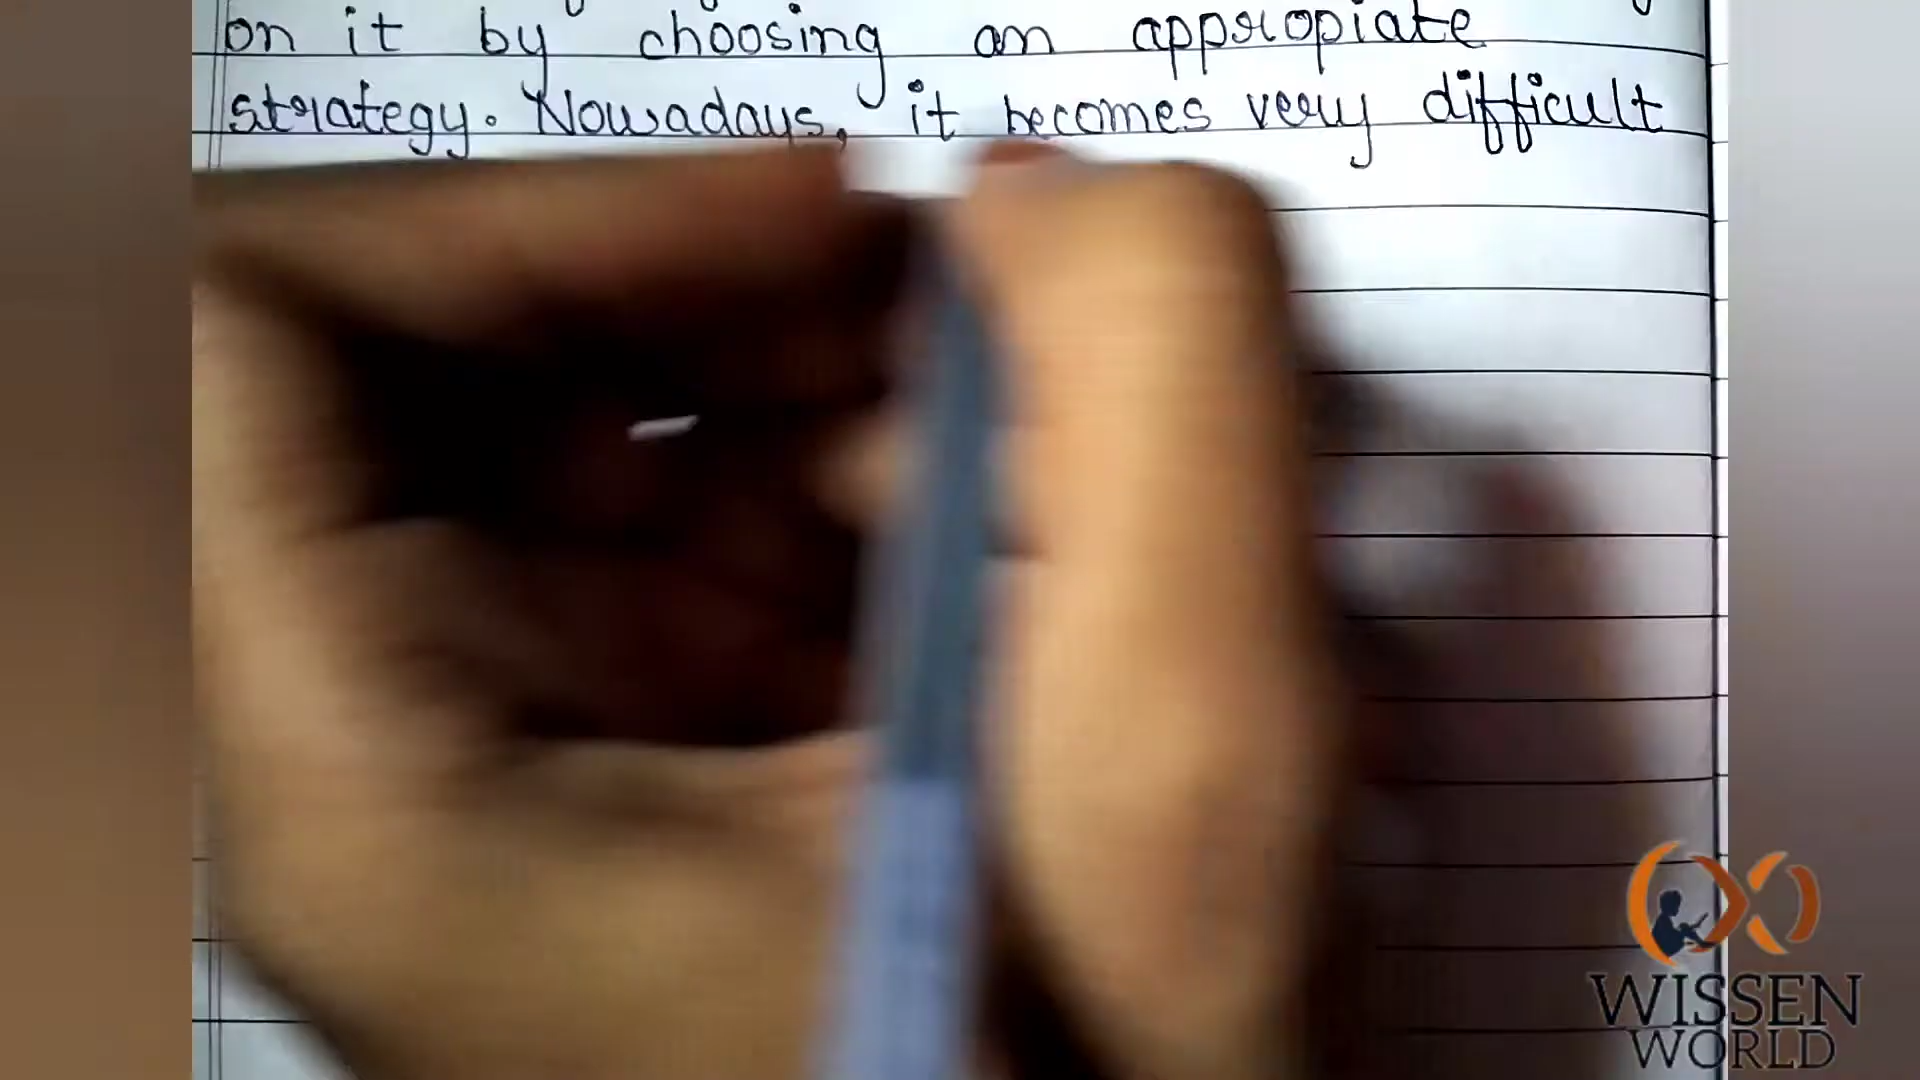 on it by choosing an appropiate
strategy. Nowadays, it becomes very difficult
WISSEN
WORLD